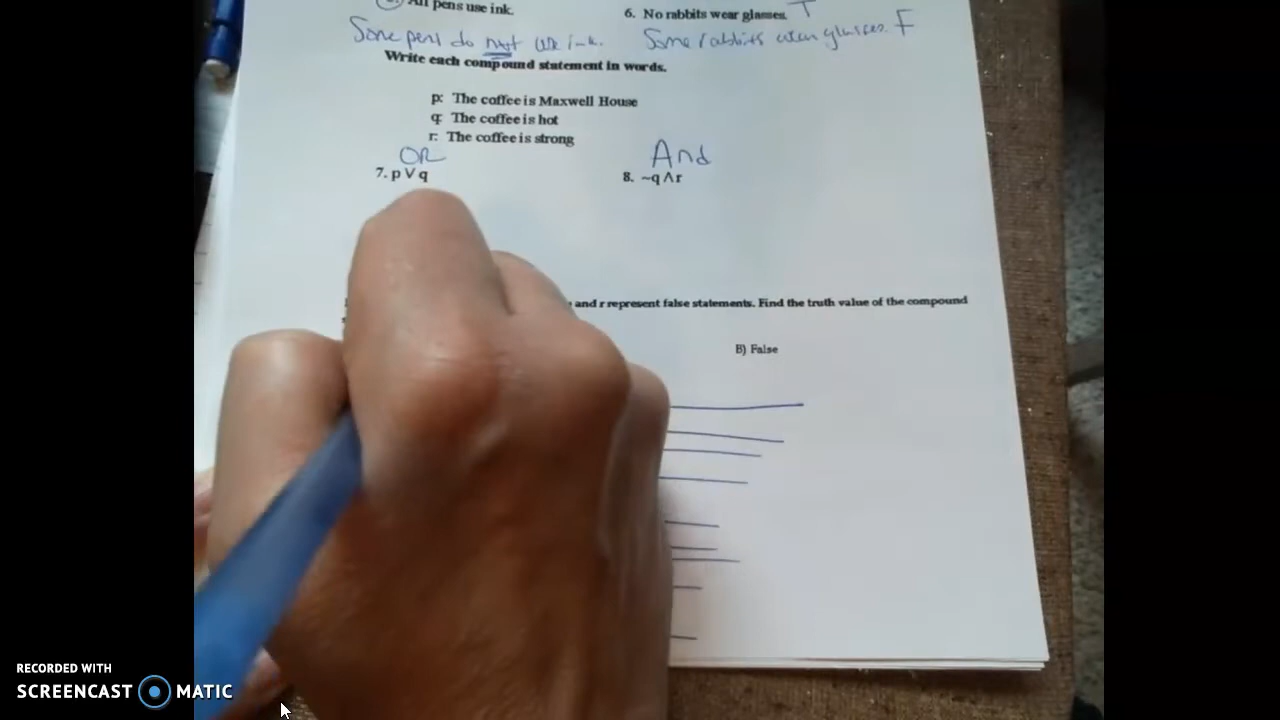 All pens use ink.
6. No rabbits wear glasses. T
Some pens do not use ink.
Some rabbits wear glasses. F
Write each compound statement in words.
p: The coffee is Maxwell House
q: The coffee is hot
r: The coffee is strong
OR
And
7. p V q
8. ~q Λ r
and r represent false statements. Find the truth value of the compound
B) False
RECORDED WITH
SCREENCAST MATIC